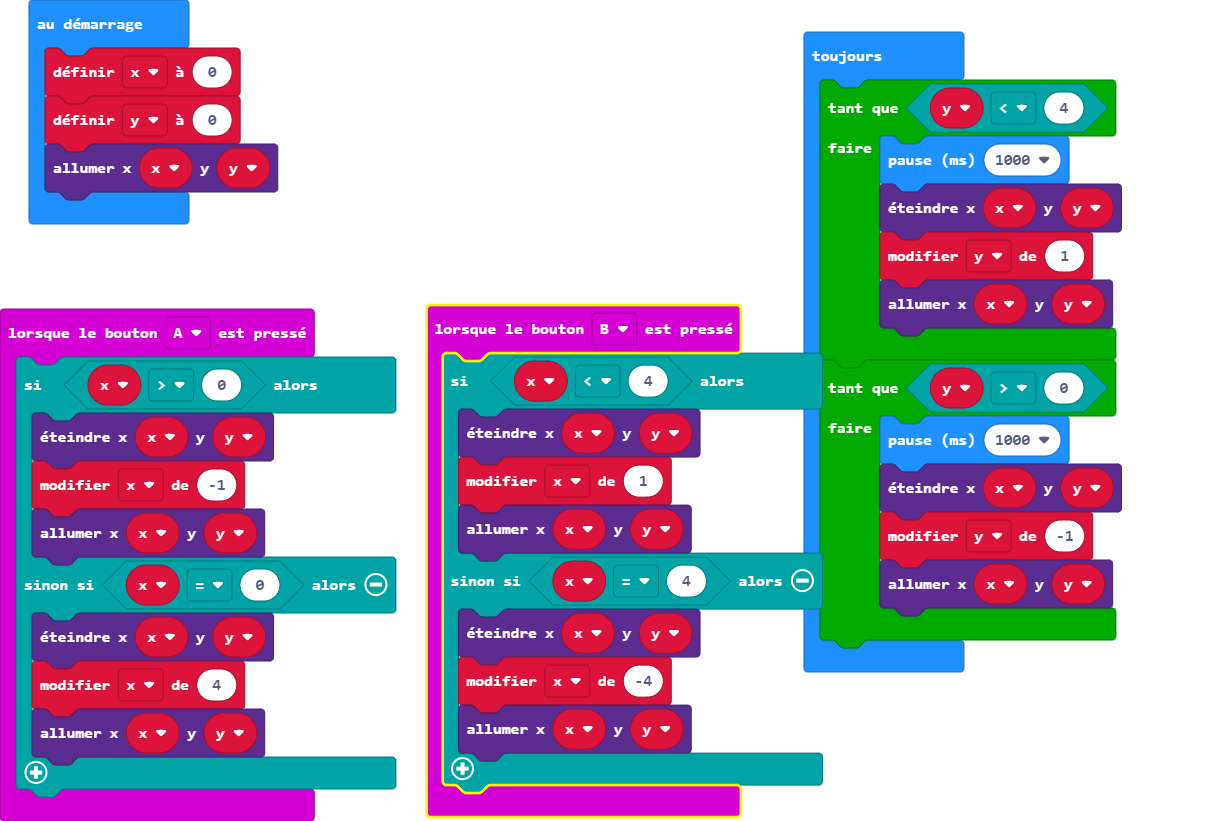 au démarrage
définir x à 0
définir y à 0
allumer x x y y
toujours
tant que y < 4
faire
pause (ms) 1000
éteindre x x y y
modifier y de 1
allumer x x y y
tant que y > 0
faire
pause (ms) 1000
éteindre x x y y
modifier y de -1
allumer x x y y
lorsque le bouton A est pressé
si x > 0 alors
éteindre x x y y
modifier x de -1
allumer x x y y
sinon si x = 0 alors
éteindre x x y y
modifier x de 4
allumer x x y y
lorsque le bouton B est pressé
si x < 4 alors
éteindre x x y y
modifier x de 1
allumer x x y y
sinon si x = 4 alors
éteindre x x y y
modifier x de -4
allumer x x y y